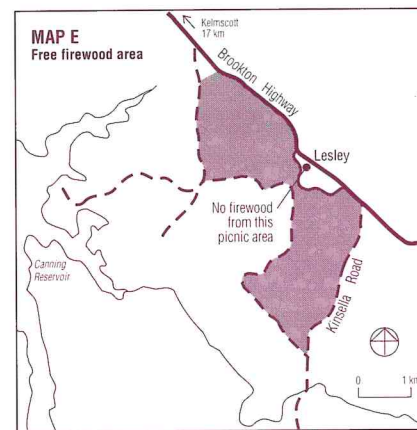 MAP E
Free firewood area
Kelmscott
17 km
Brookton Highway
Lesley
No firewood
from this
picnic area
Canning
Reservoir
Kinsella Road
0 1 km